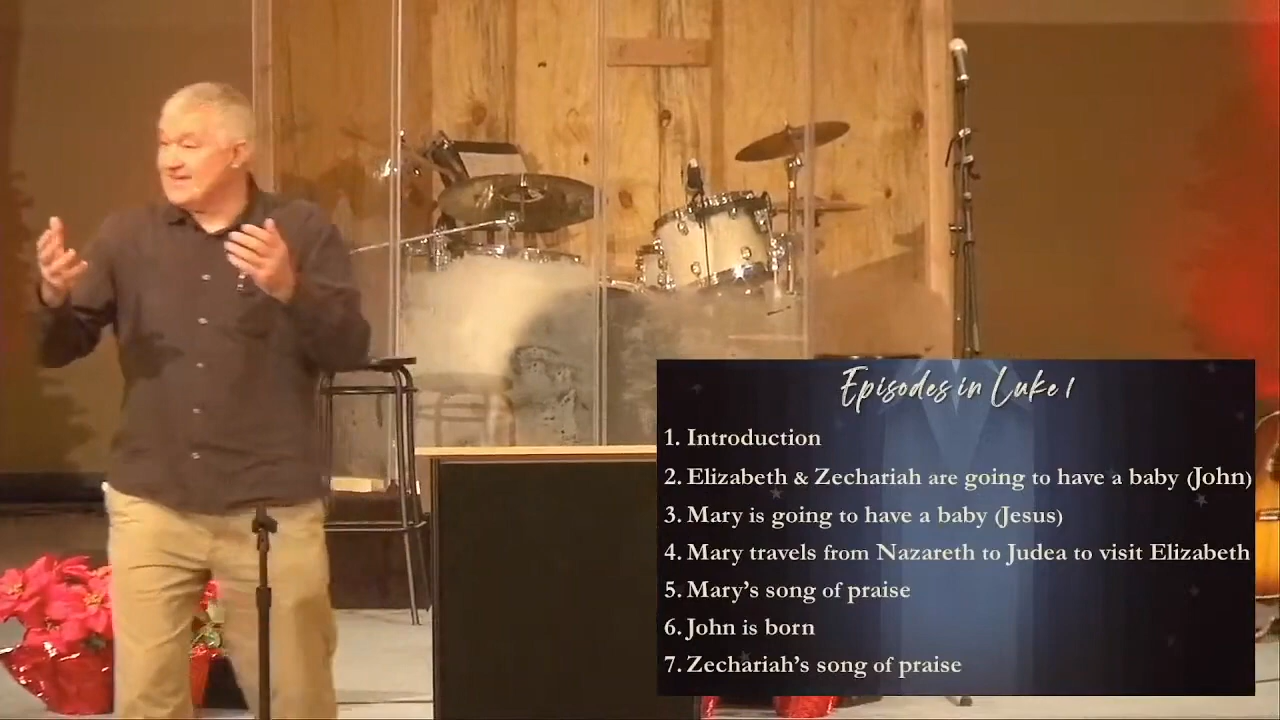 Episodes in Luke 1
1. Introduction
2. Elizabeth & Zechariah are going to have a baby (John)
3. Mary is going to have a baby (Jesus)
4. Mary travels from Nazareth to Judea to visit Elizabeth
5. Mary's song of praise
6. John is born
7. Zechariah's song of praise